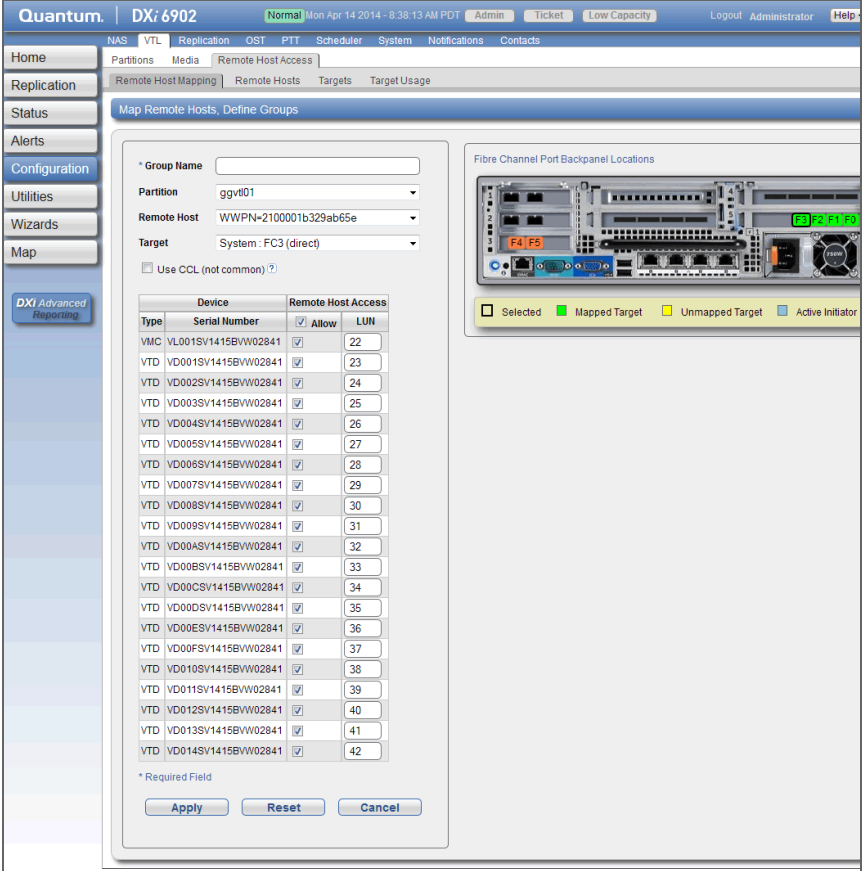 Quantum. DXi 6902 Normal Mon Apr 14 2014 - 8:38:13 AM PDT Admin Ticket Low Capacity Logout Administrator Help
NAS VTL Replication OST PTT Scheduler System Notifications Contacts
Home
Replication
Status
Alerts
Configuration
Utilities
Wizards
Map
DXi Advanced
Reporting
Partitions Media Remote Host Access
Remote Host Mapping Remote Hosts Targets Target Usage
Map Remote Hosts, Define Groups
* Group Name
Partition ggvtl01
Remote Host WWPN=2100001b329ab65e
Target System : FC3 (direct)
Use CCL (not common) ?
Device Remote Host Access
Type Serial Number Allow LUN
VMC VL001SV1415BVW02841 22
VTD VD001SV1415BVW02841 23
VTD VD002SV1415BVW02841 24
VTD VD003SV1415BVW02841 25
VTD VD004SV1415BVW02841 26
VTD VD005SV1415BVW02841 27
VTD VD006SV1415BVW02841 28
VTD VD007SV1415BVW02841 29
VTD VD008SV1415BVW02841 30
VTD VD009SV1415BVW02841 31
VTD VD00ASV1415BVW02841 32
VTD VD00BSV1415BVW02841 33
VTD VD00CSV1415BVW02841 34
VTD VD00DSV1415BVW02841 35
VTD VD00ESV1415BVW02841 36
VTD VD00FSV1415BVW02841 37
VTD VD010SV1415BVW02841 38
VTD VD011SV1415BVW02841 39
VTD VD012SV1415BVW02841 40
VTD VD013SV1415BVW02841 41
VTD VD014SV1415BVW02841 42
* Required Field
Apply Reset Cancel
Fibre Channel Port Backpanel Locations
1 4
2 5 F3 F2 F1 F0
3 F4 F5
750W
Selected Mapped Target Unmapped Target Active Initiator